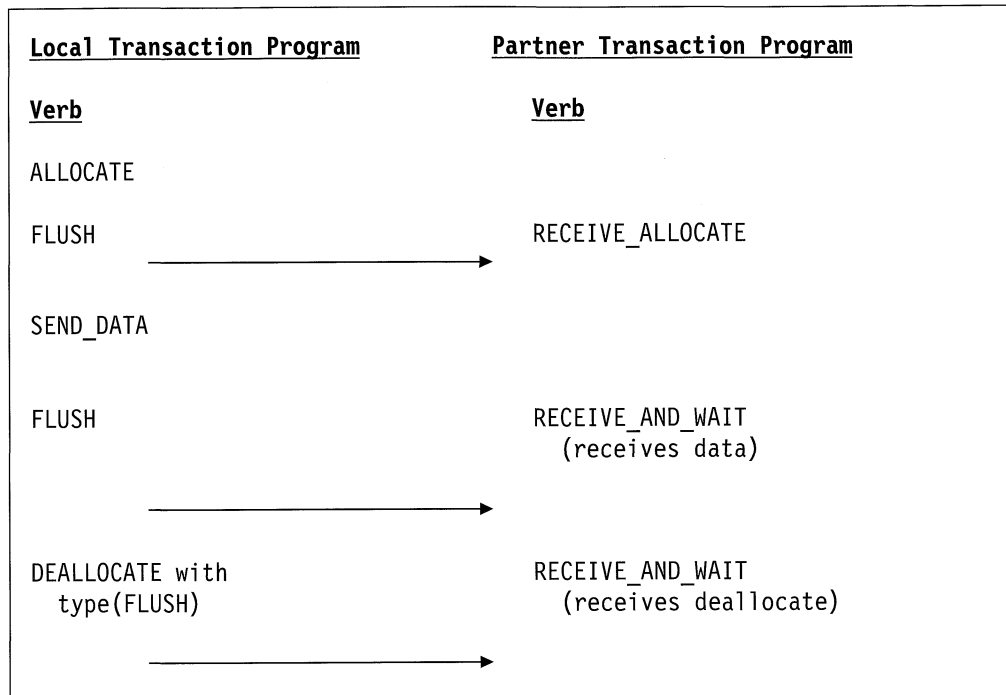 Local Transaction Program Partner Transaction Program
Verb Verb
ALLOCATE
FLUSH RECEIVE_ALLOCATE
SEND_DATA
FLUSH RECEIVE_AND_WAIT
(receives data)
DEALLOCATE with RECEIVE_AND_WAIT
type(FLUSH) (receives deallocate)